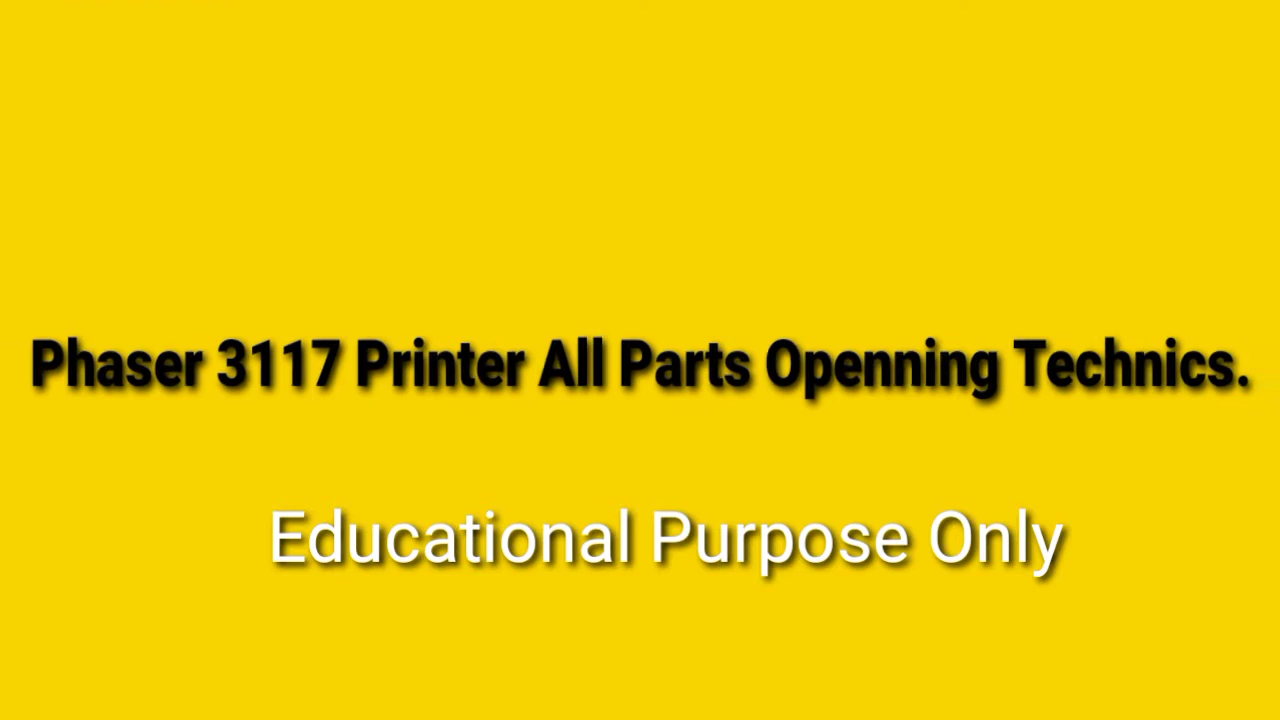 Phaser 3117 Printer All Parts Openning Technics.
Educational Purpose Only